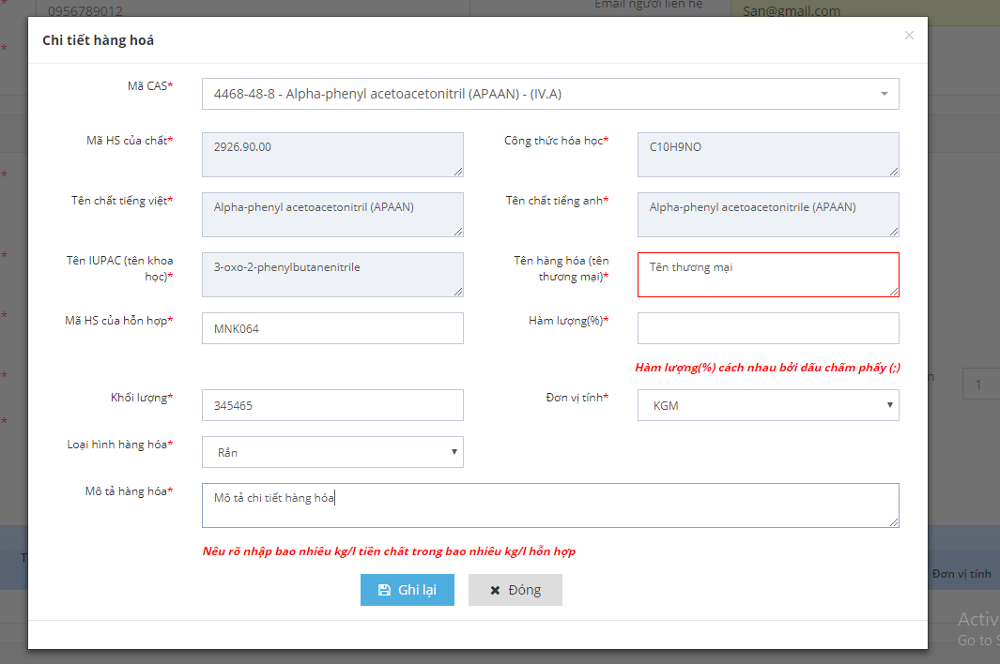 0956789012
Email người liên hệ
San@gmail.com
Chi tiết hàng hoá
×
Mã CAS*
4468-48-8 - Alpha-phenyl acetoacetonitril (APAAN) - (IV.A)
Mã HS của chất*
2926.90.00
Công thức hóa học*
C10H9NO
Tên chất tiếng việt*
Alpha-phenyl acetoacetonitril (APAAN)
Tên chất tiếng anh*
Alpha-phenyl acetoacetonitrile (APAAN)
Tên IUPAC (tên khoa
học)*
3-oxo-2-phenylbutanenitrile
Tên hàng hóa (tên
thương mại)*
Tên thương mại
Mã HS của hỗn hợp*
MNK064
Hàm lượng(%)*
Hàm lượng(%) cách nhau bởi dấu chấm phẩy (;)
Khối lượng*
345465
Đơn vị tính*
KGM
1
Loại hình hàng hóa*
Rắn
Mô tả hàng hóa*
Mô tả chi tiết hàng hóa
Nêu rõ nhập bao nhiêu kg/l tiền chất trong bao nhiêu kg/l hỗn hợp
Đơn vị tính
Ghi lại
Đóng
Activ
Go to S